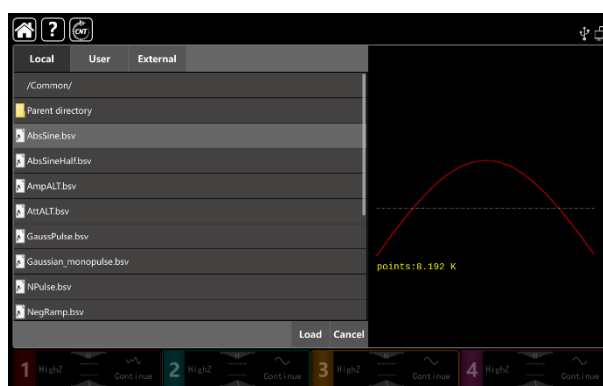 ? CNT
Local User External
/Common/
Parent directory
AbsSine.bsv
AbsSineHalf.bsv
AmpALT.bsv
AttALT.bsv
GaussPulse.bsv
Gaussian_monopulse.bsv
points:8.192 K
NPulse.bsv
NegRamp.bsv
Load Cancel
1 HighZ Continue 2 HighZ Continue 3 HighZ Continue 4 HighZ Continue